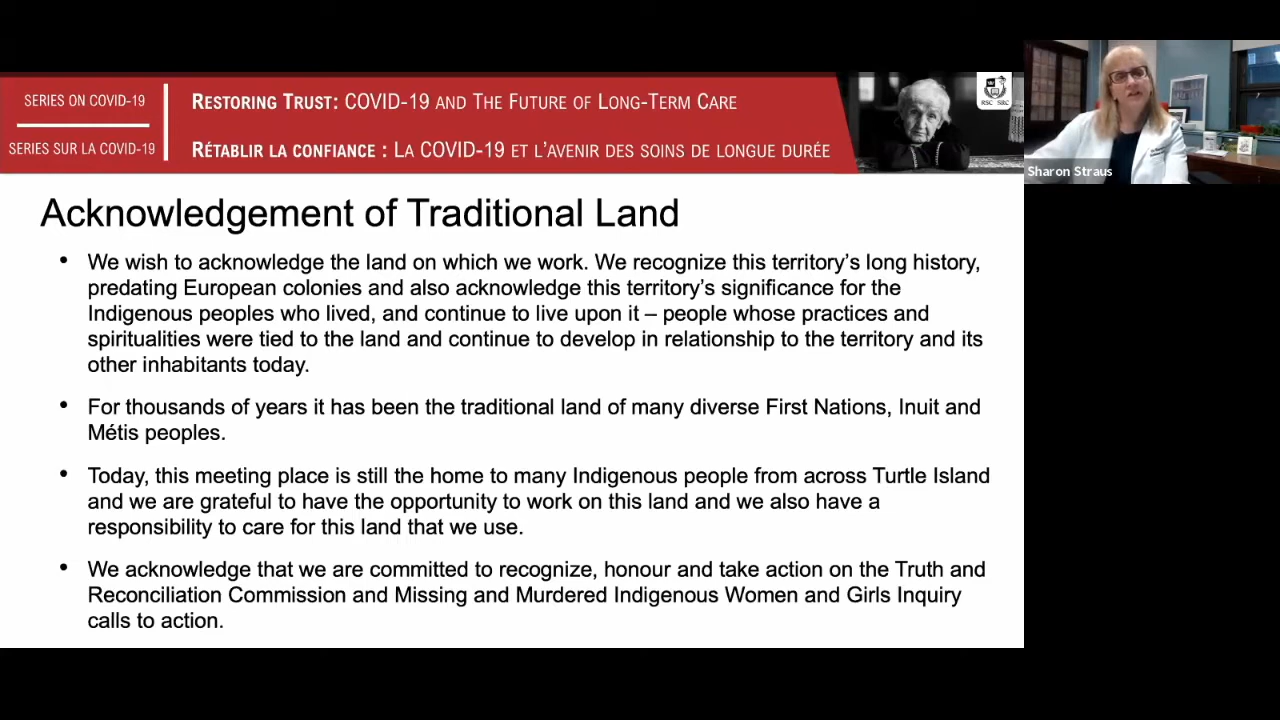 SERIES ON COVID-19
SERIES SUR LA COVID-19
RESTORING TRUST: COVID-19 AND THE FUTURE OF LONG-TERM CARE
RÉTABLIR LA CONFIANCE : LA COVID-19 ET L'AVENIR DES SOINS DE LONGUE DURÉE
RSC SRC
Sharon Straus
Acknowledgement of Traditional Land
• We wish to acknowledge the land on which we work. We recognize this territory's long history,
predating European colonies and also acknowledge this territory's significance for the
Indigenous peoples who lived, and continue to live upon it – people whose practices and
spiritualities were tied to the land and continue to develop in relationship to the territory and its
other inhabitants today.
• For thousands of years it has been the traditional land of many diverse First Nations, Inuit and
Métis peoples.
• Today, this meeting place is still the home to many Indigenous people from across Turtle Island
and we are grateful to have the opportunity to work on this land and we also have a
responsibility to care for this land that we use.
• We acknowledge that we are committed to recognize, honour and take action on the Truth and
Reconciliation Commission and Missing and Murdered Indigenous Women and Girls Inquiry
calls to action.